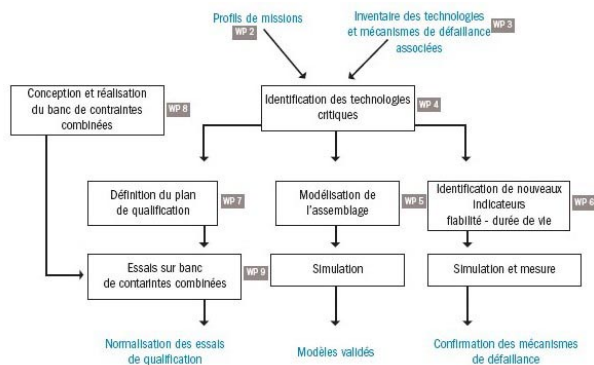 Profils de missions
WP 2
Inventaire des technologies
et mécanismes de défaillance
associées
WP 3
Conception et réalisation
du banc de contraintes
combinées
WP 8
Identification des technologies
critiques
WP 4
Définition du plan
de qualification
WP 7
Modélisation de
l'assemblage
WP 5
Identification de nouveaux
indicateurs
fiabilité - durée de vie
WP 6
Essais sur banc
de contaríntes combinées
WP 9
Simulation
Simulation et mesure
Normalisation des essais
de qualification
Modèles validés
Confirmation des mécanismes
de défaillance